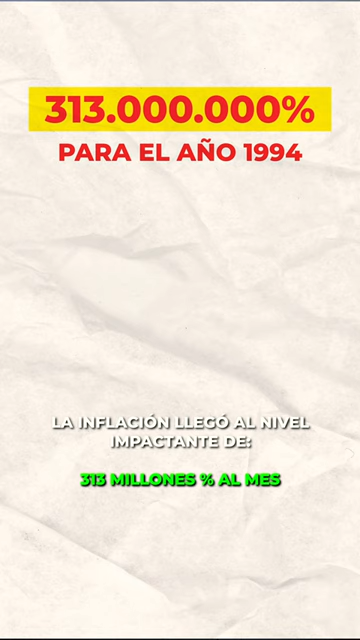 313.000.000%
PARA EL AÑO 1994
LA INFLACIÓN LLEGÓ AL NIVEL
IMPACTANTE DE:
313 MILLONES % AL MES